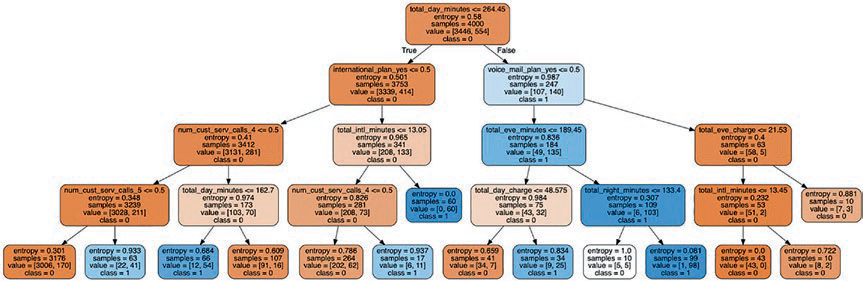 total_day_minutes <= 264.45
entropy = 0.58
samples = 4000
value = [3446, 554]
class = 0
True
False
international_plan_yes <= 0.5
entropy = 0.501
samples = 3753
value = [3339, 414]
class = 0
voice_mail_plan_yes <= 0.5
entropy = 0.987
samples = 247
value = [107, 140]
class = 1
num_cust_serv_calls_4 <= 0.5
entropy = 0.41
samples = 3412
value = [3131, 281]
class = 0
total_intl_minutes <= 13.05
entropy = 0.965
samples = 341
value = [208, 133]
class = 0
total_eve_minutes <= 189.45
entropy = 0.836
samples = 184
value = [49, 135]
class = 1
total_eve_charge <= 21.53
entropy = 0.4
samples = 63
value = [58, 5]
class = 0
num_cust_serv_calls_5 <= 0.5
entropy = 0.348
samples = 3239
value = [3028, 211]
class = 0
total_day_minutes <= 162.7
entropy = 0.974
samples = 173
value = [103, 70]
class = 0
num_cust_serv_calls_4 <= 0.5
entropy = 0.826
samples = 281
value = [208, 73]
class = 0
entropy = 0.0
samples = 60
value = [0, 60]
class = 1
total_day_charge <= 48.575
entropy = 0.984
samples = 75
value = [43, 32]
class = 0
total_night_minutes <= 133.4
entropy = 0.307
samples = 109
value = [6, 103]
class = 1
total_intl_minutes <= 13.45
entropy = 0.232
samples = 53
value = [51, 2]
class = 0
entropy = 0.881
samples = 10
value = [7, 3]
class = 0
entropy = 0.301
samples = 3176
value = [3006, 170]
class = 0
entropy = 0.933
samples = 63
value = [22, 41]
class = 1
entropy = 0.684
samples = 66
value = [12, 54]
class = 1
entropy = 0.609
samples = 107
value = [91, 16]
class = 0
entropy = 0.786
samples = 264
value = [202, 62]
class = 0
entropy = 0.937
samples = 17
value = [6, 11]
class = 1
entropy = 0.659
samples = 41
value = [34, 7]
class = 0
entropy = 0.834
samples = 34
value = [9, 25]
class = 1
entropy = 1.0
samples = 10
value = [5, 5]
class = 0
entropy = 0.081
samples = 99
value = [1, 98]
class = 1
entropy = 0.0
samples = 43
value = [43, 0]
class = 0
entropy = 0.722
samples = 10
value = [8, 2]
class = 0